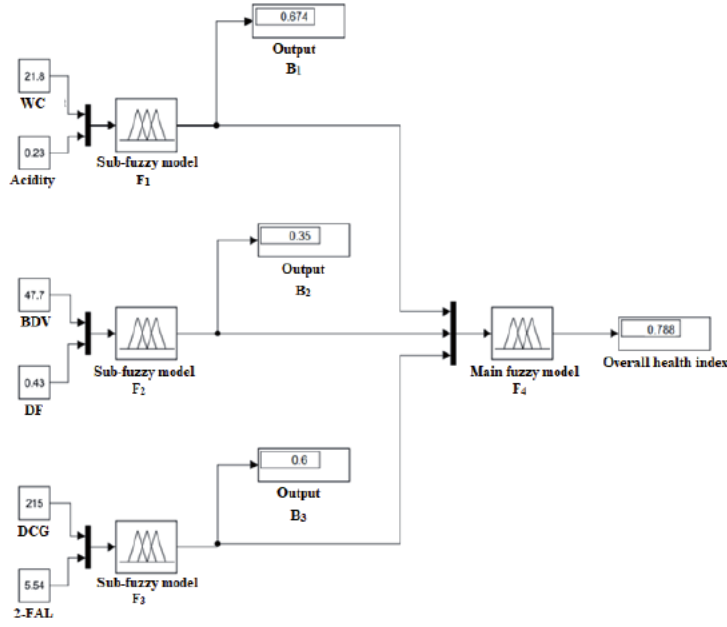 0.674
Output
B1
21.8
WC
0.23
Acidity
Sub-fuzzy model
F1
0.35
Output
B2
47.7
BDV
0.43
DF
Sub-fuzzy model
F2
Main fuzzy model
F4
0.788
Overall health index
0.6
Output
B3
215
DCG
5.54
2-FAL
Sub-fuzzy model
F3